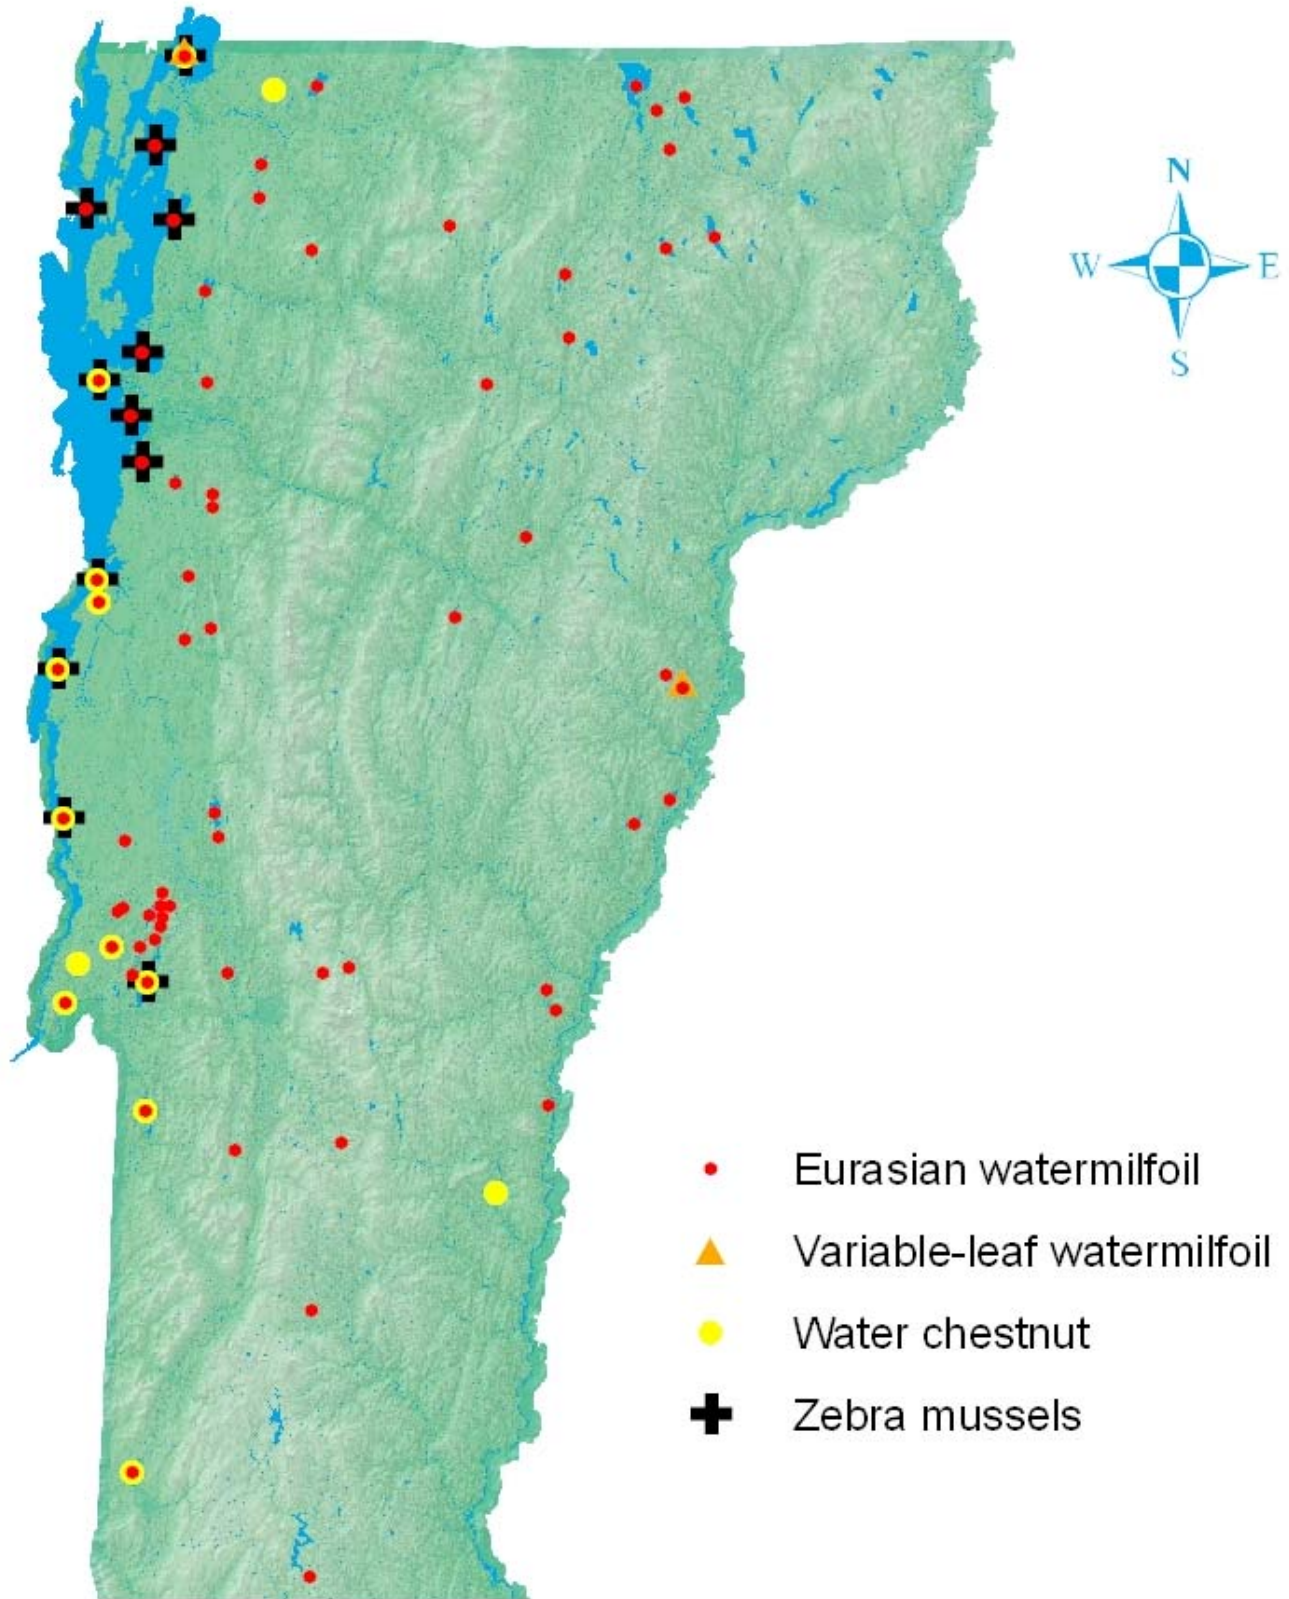 N
W E
S
Eurasian watermilfoil
Variable-leaf watermilfoil
Water chestnut
Zebra mussels